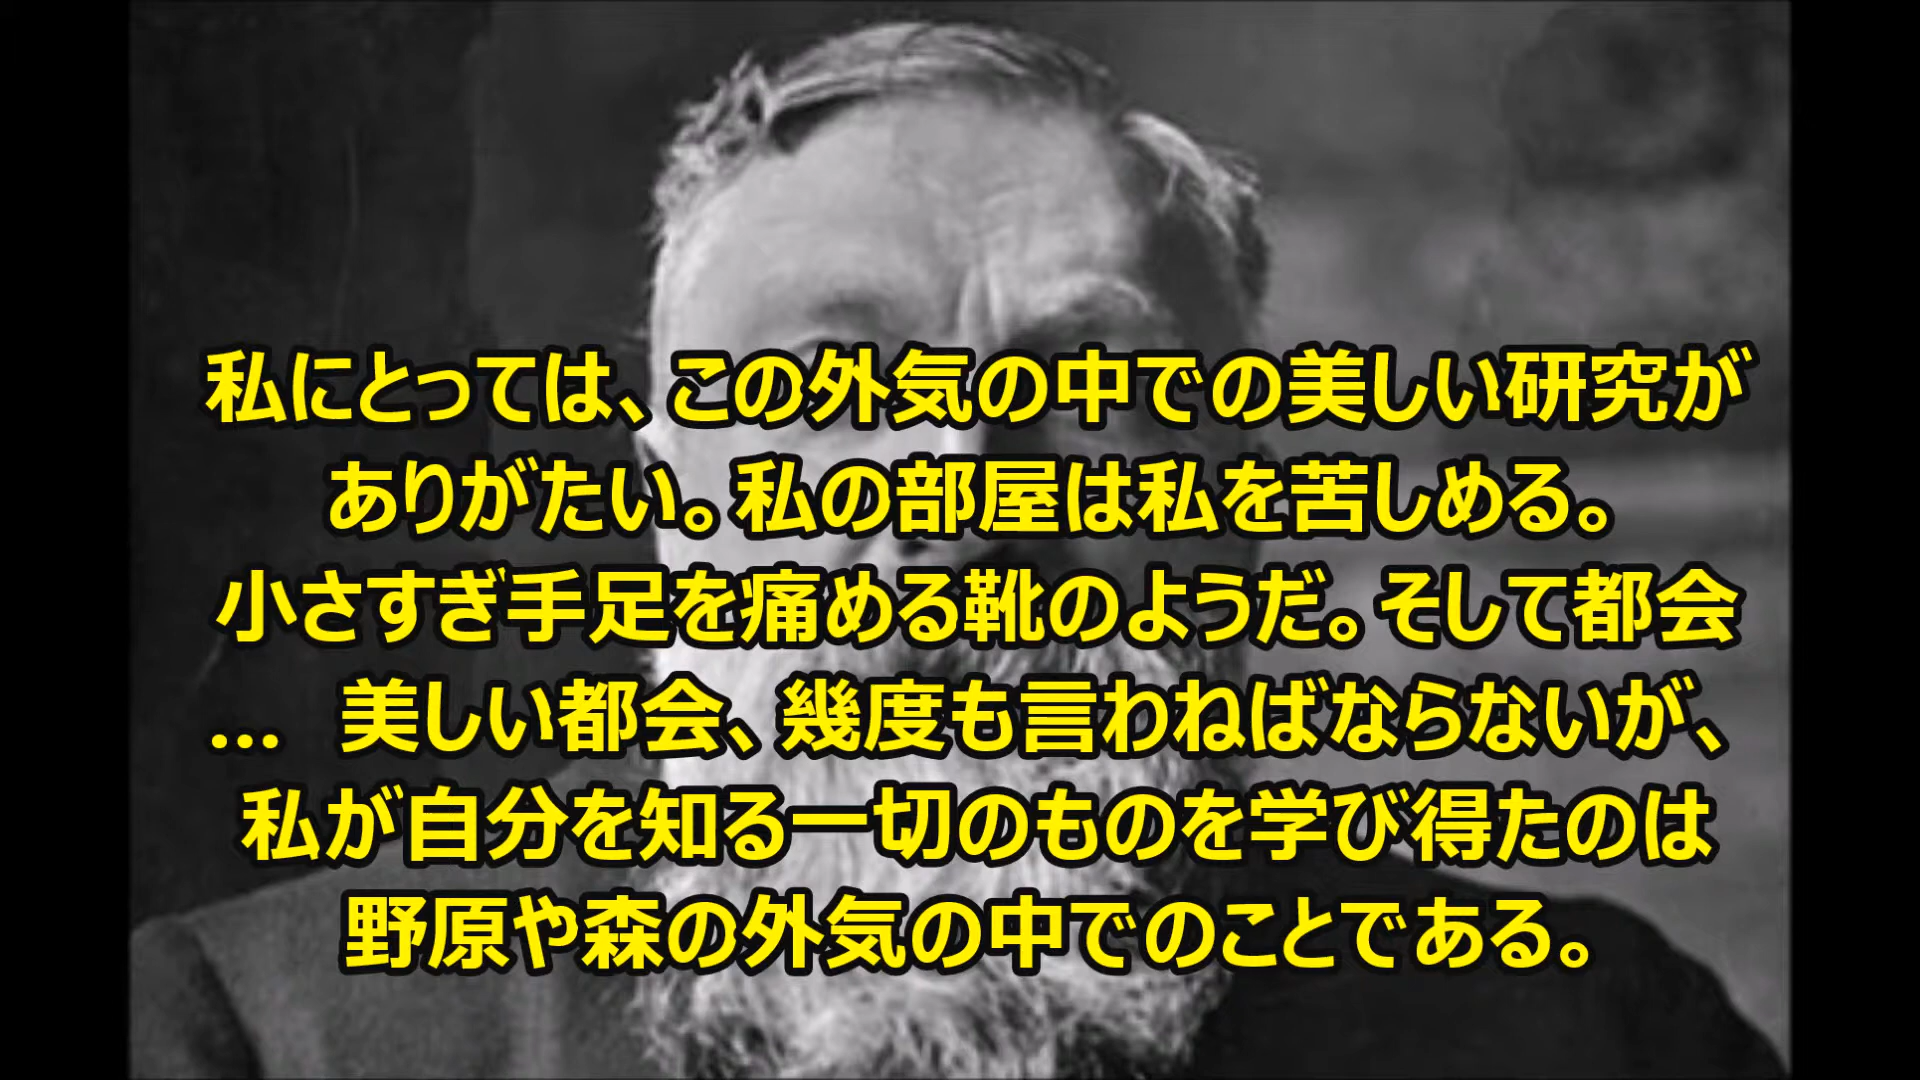 私にとっては、この外気の中での美しい研究が
ありがたい。私の部屋は私を苦しめる。
小さすぎ手足を痛める靴のようだ。そして都会
… 美しい都会、幾度も言わねばならないが、
私が自分を知る一切のものを学び得たのは
野原や森の外気の中でのことである。